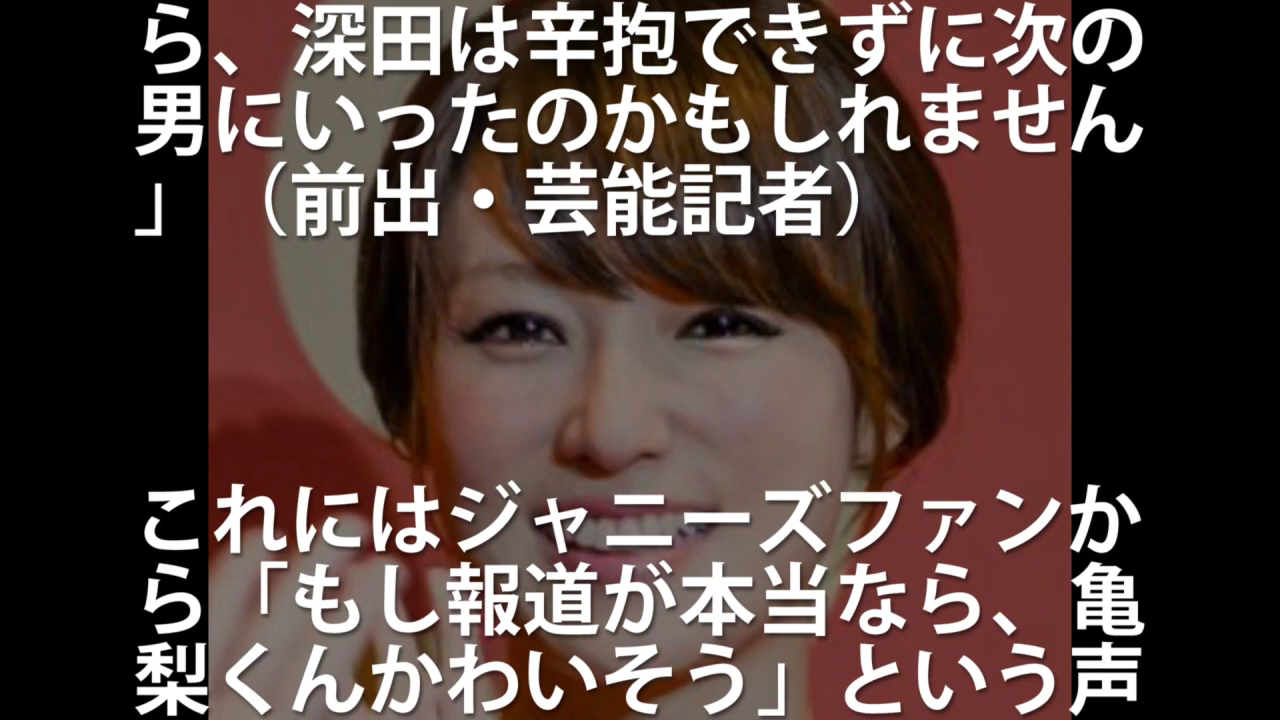 ら、深田は辛抱できずに次の
男にいったのかもしれません
」（前出・芸能記者）
これにはジャニーズファンか
ら「もし報道が本当なら、亀
梨くんかわいそう」という声